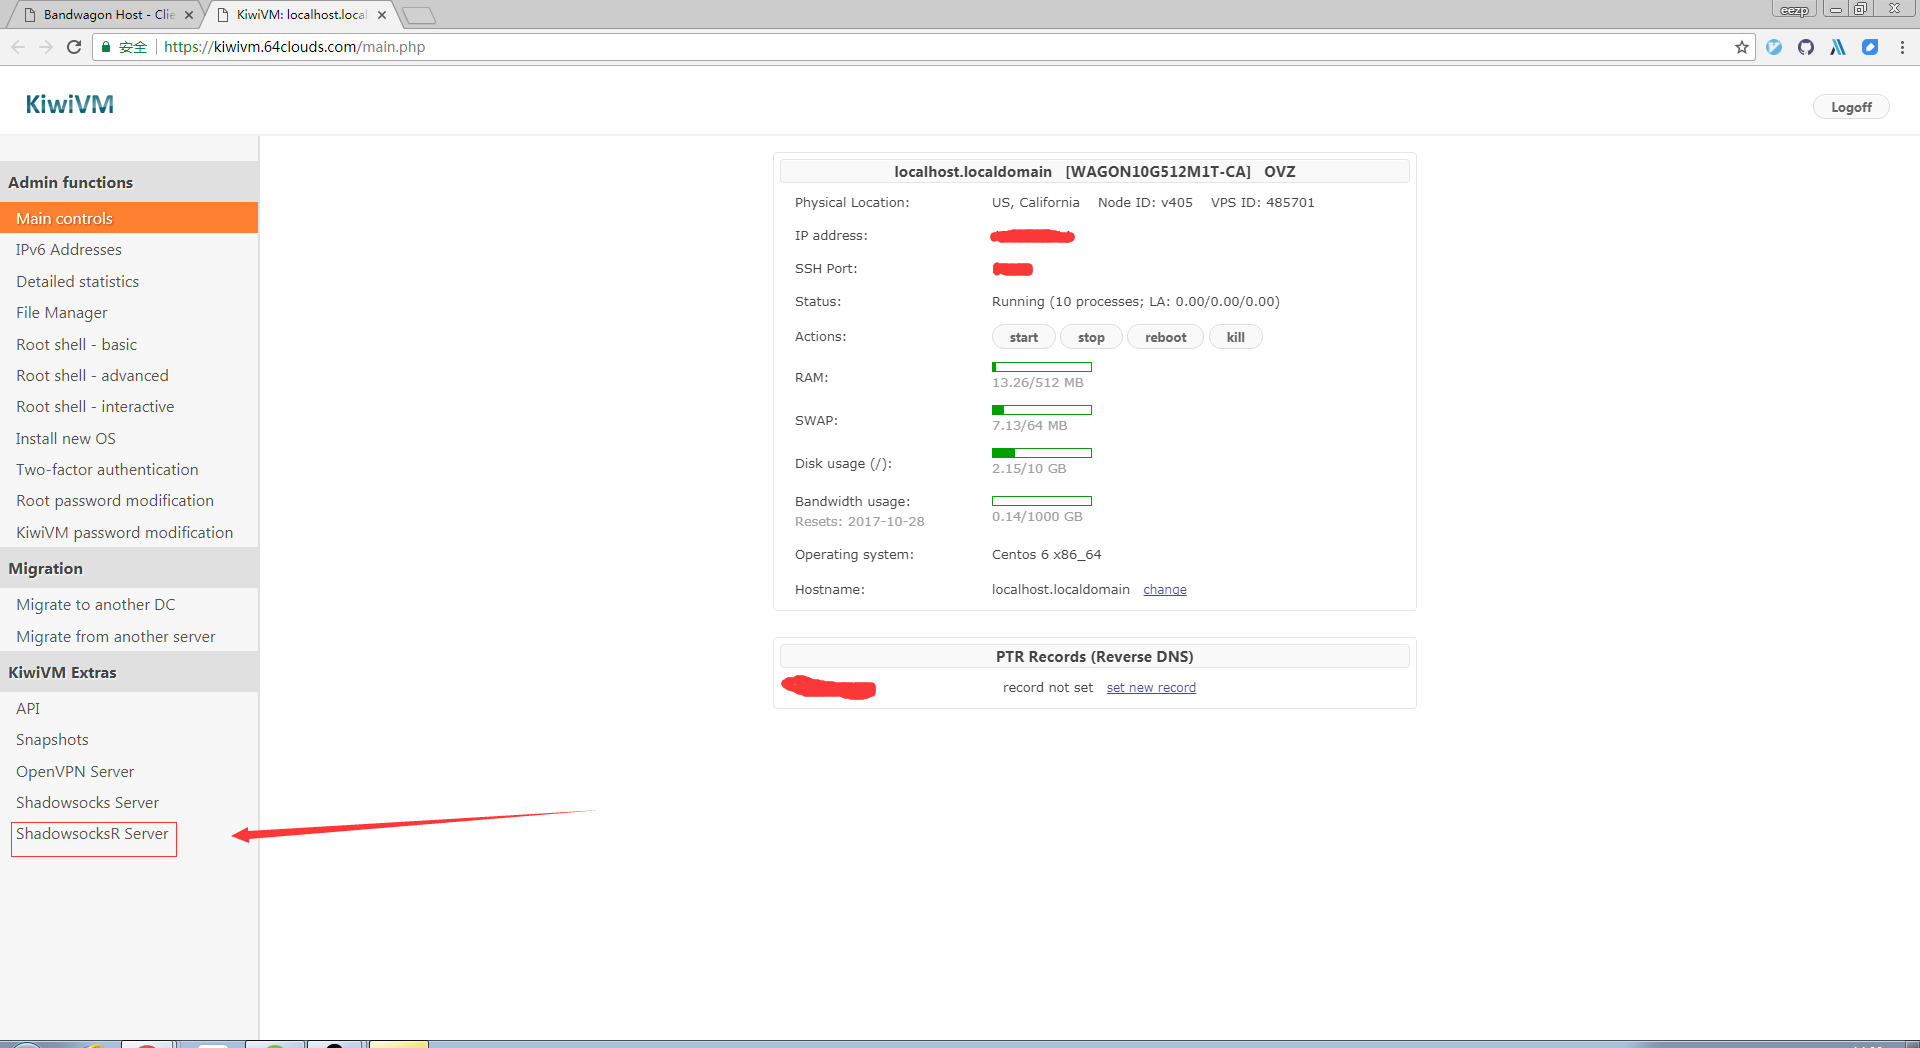 Bandwagon Host - Clie
KiwiVM: localhost.local
eezp
安全 https://kiwivm.64clouds.com/main.php
KiwiVM
Logoff
Admin functions
Main controls
IPv6 Addresses
Detailed statistics
File Manager
Root shell - basic
Root shell - advanced
Root shell - interactive
Install new OS
Two-factor authentication
Root password modification
KiwiVM password modification
Migration
Migrate to another DC
Migrate from another server
KiwiVM Extras
API
Snapshots
OpenVPN Server
Shadowsocks Server
ShadowsocksR Server
localhost.localdomain [WAGON10G512M1T-CA] OVZ
Physical Location: US, California Node ID: v405 VPS ID: 485701
IP address:
SSH Port:
Status: Running (10 processes; LA: 0.00/0.00/0.00)
Actions: start stop reboot kill
RAM: 13.26/512 MB
SWAP: 7.13/64 MB
Disk usage (/): 2.15/10 GB
Bandwidth usage:
Resets: 2017-10-28 0.14/1000 GB
Operating system: Centos 6 x86_64
Hostname: localhost.localdomain change
PTR Records (Reverse DNS)
record not set set new record